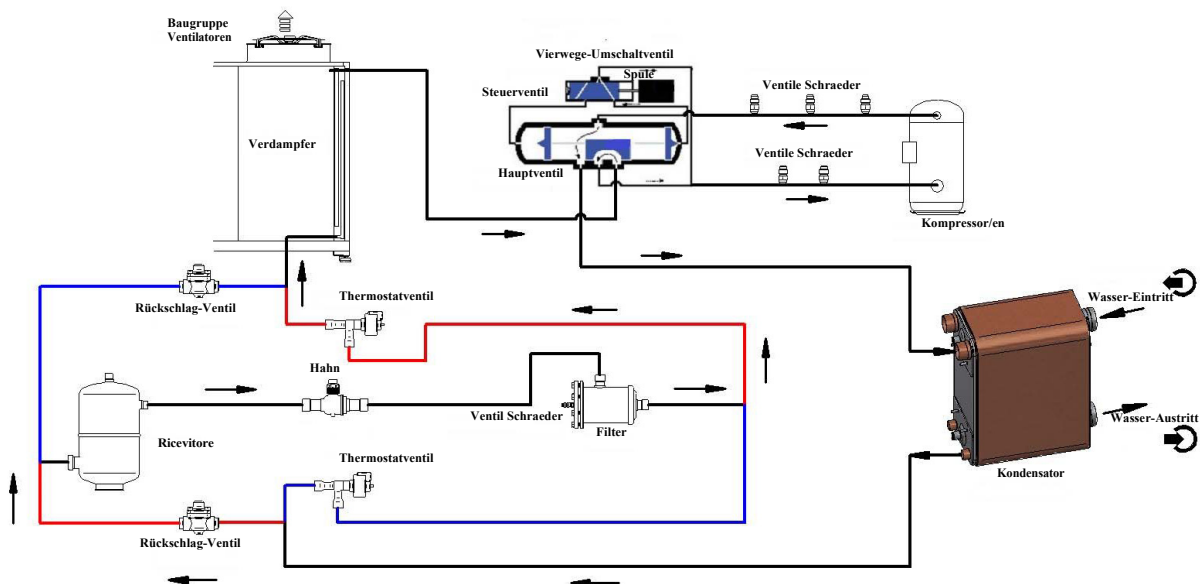 Baugruppe
Ventilatoren
Vierwege-Umschaltventil
Spule
Steuerventil
Ventile Schraeder
Verdampfer
Hauptventil
Ventile Schraeder
Kompressor/en
Rückschlag-Ventil
Thermostatventil
Wasser-Eintritt
Hahn
Ventil Schraeder
Filter
Wasser-Austritt
Ricevitore
Thermostatventil
Kondensator
Rückschlag-Ventil